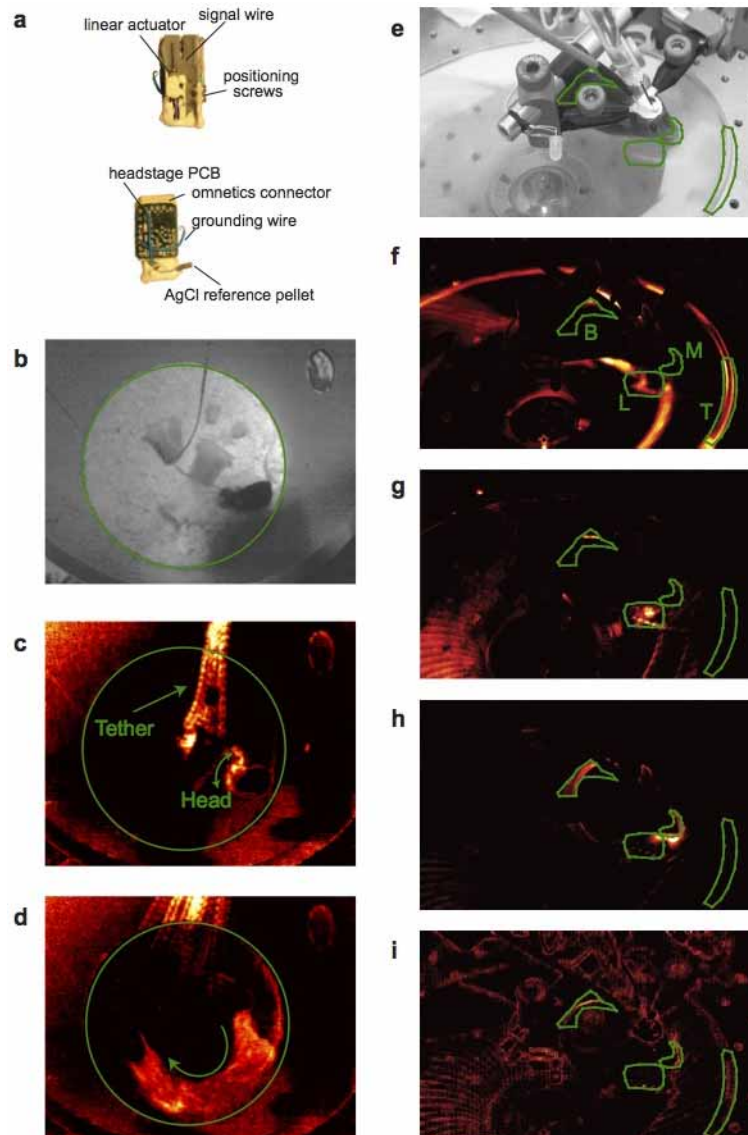 a
linear actuator
signal wire
positioning
screws
headstage PCB
omnetics connector
grounding wire
AgCl reference pellet
b
c
Tether
Head
d
e
f
B
M
L
T
g
h
i